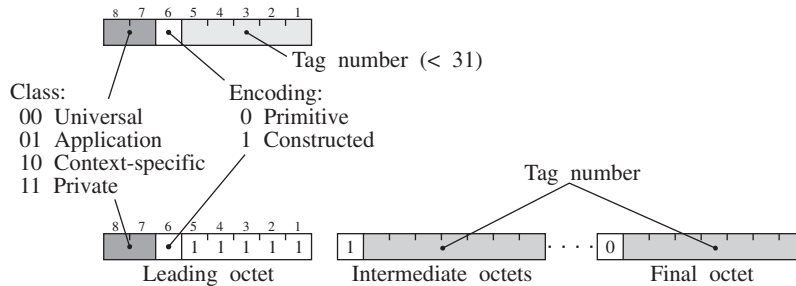 8 7 6 5 4 3 2 1
Tag number (< 31)
Class:
00 Universal
01 Application
10 Context-specific
11 Private
Encoding:
0 Primitive
1 Constructed
Tag number
8 7 6 5 4 3 2 1
1 1 1 1 1
1
. . . .
0
Leading octet
Intermediate octets
Final octet